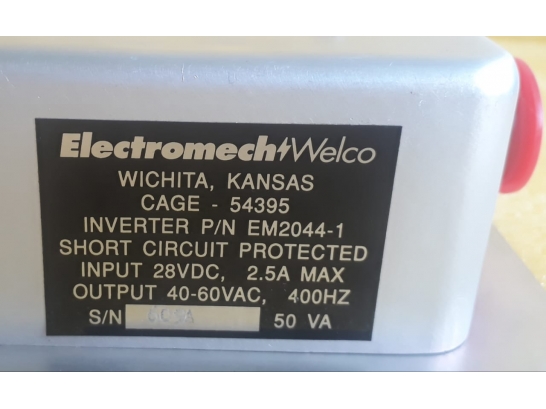 Electromech Welco
WICHITA, KANSAS
CAGE - 54395
INVERTER P/N EM2044-1
SHORT CIRCUIT PROTECTED
INPUT 28VDC, 2.5A MAX
OUTPUT 40-60VAC, 400HZ
S/N 50 VA